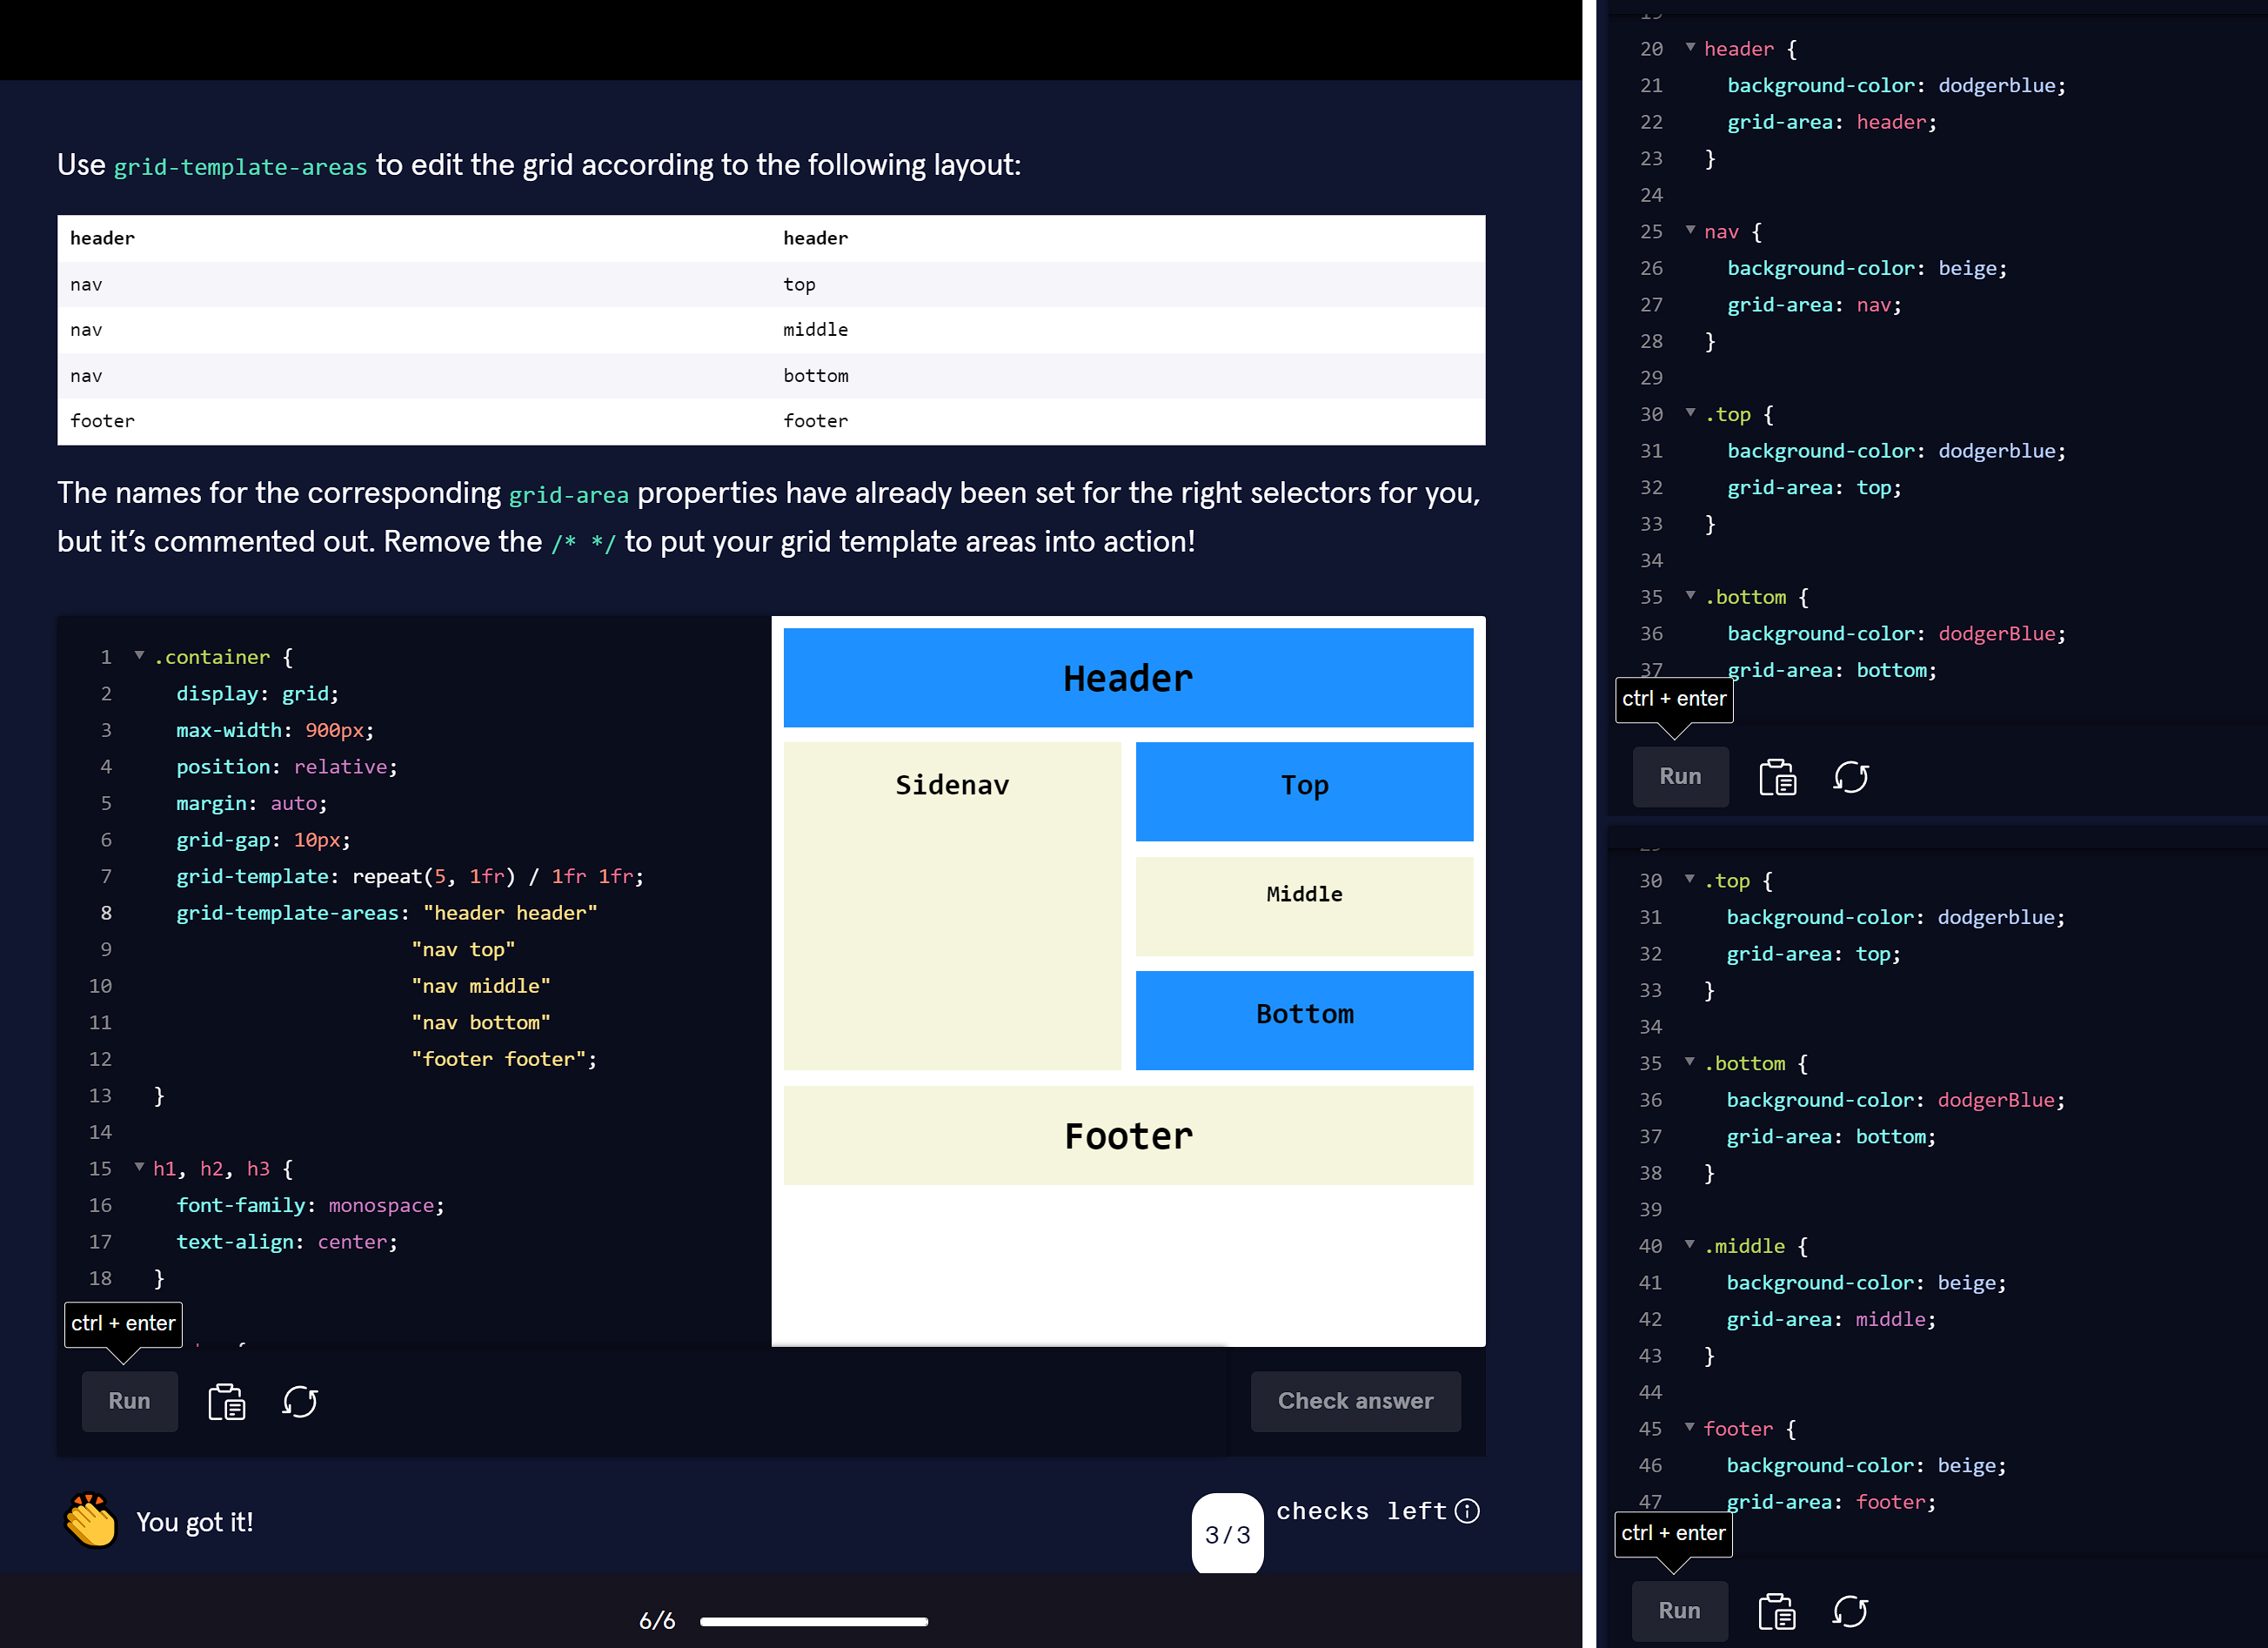 Use grid-template-areas to edit the grid according to the following layout:
header header
nav top
nav middle
nav bottom
footer footer
The names for the corresponding grid-area properties have already been set for the right selectors for you,
but it’s commented out. Remove the /* */ to put your grid template areas into action!
1 .container {
2 display: grid;
3 max-width: 900px;
4 position: relative;
5 margin: auto;
6 grid-gap: 10px;
7 grid-template: repeat(5, 1fr) / 1fr 1fr;
8 grid-template-areas: "header header"
9 "nav top"
10 "nav middle"
11 "nav bottom"
12 "footer footer";
13 }
14
15 h1, h2, h3 {
16 font-family: monospace;
17 text-align: center;
18 }
ctrl + enter
Run
Header
Sidenav
Top
Middle
Bottom
Footer
Check answer
You got it!
3/3 checks left
6/6
20 header {
21 background-color: dodgerblue;
22 grid-area: header;
23 }
24
25 nav {
26 background-color: beige;
27 grid-area: nav;
28 }
29
30 .top {
31 background-color: dodgerblue;
32 grid-area: top;
33 }
34
35 .bottom {
36 background-color: dodgerBlue;
37 grid-area: bottom;
ctrl + enter
Run
30 .top {
31 background-color: dodgerblue;
32 grid-area: top;
33 }
34
35 .bottom {
36 background-color: dodgerBlue;
37 grid-area: bottom;
38 }
39
40 .middle {
41 background-color: beige;
42 grid-area: middle;
43 }
44
45 footer {
46 background-color: beige;
47 grid-area: footer;
ctrl + enter
Run